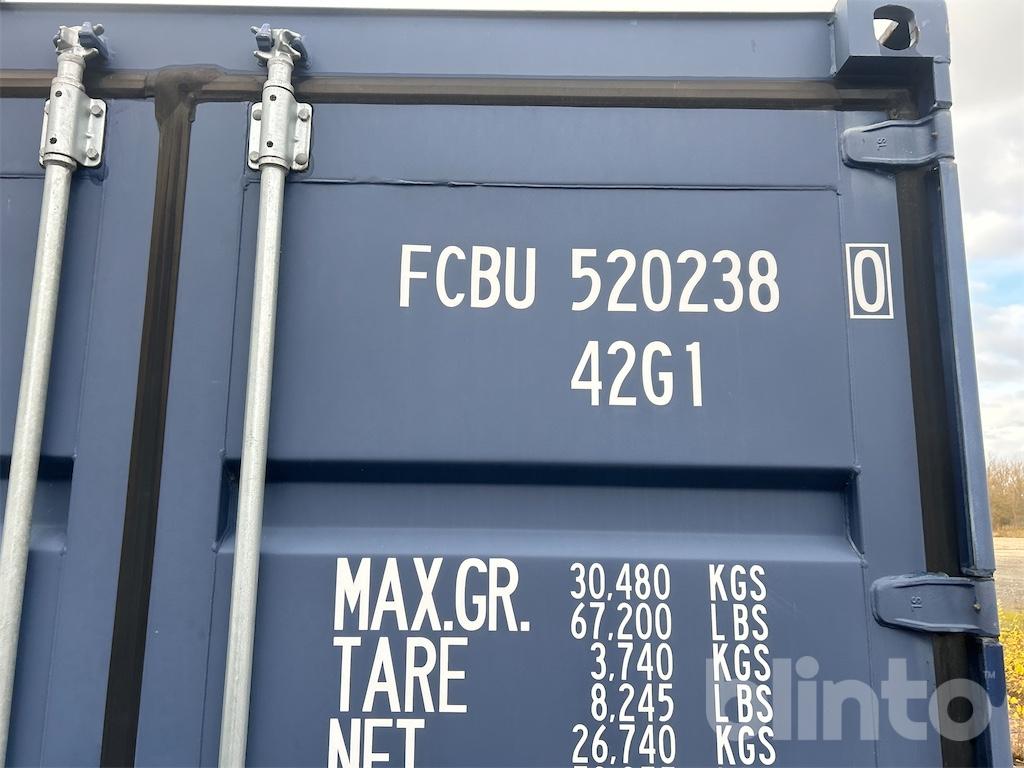 FCBU 520238 0
42G1
MAX.GR. 30,480 KGS
67,200 LBS
TARE 3,740 KGS
8,245 LBS
NET 26,740 KGS
blinto™